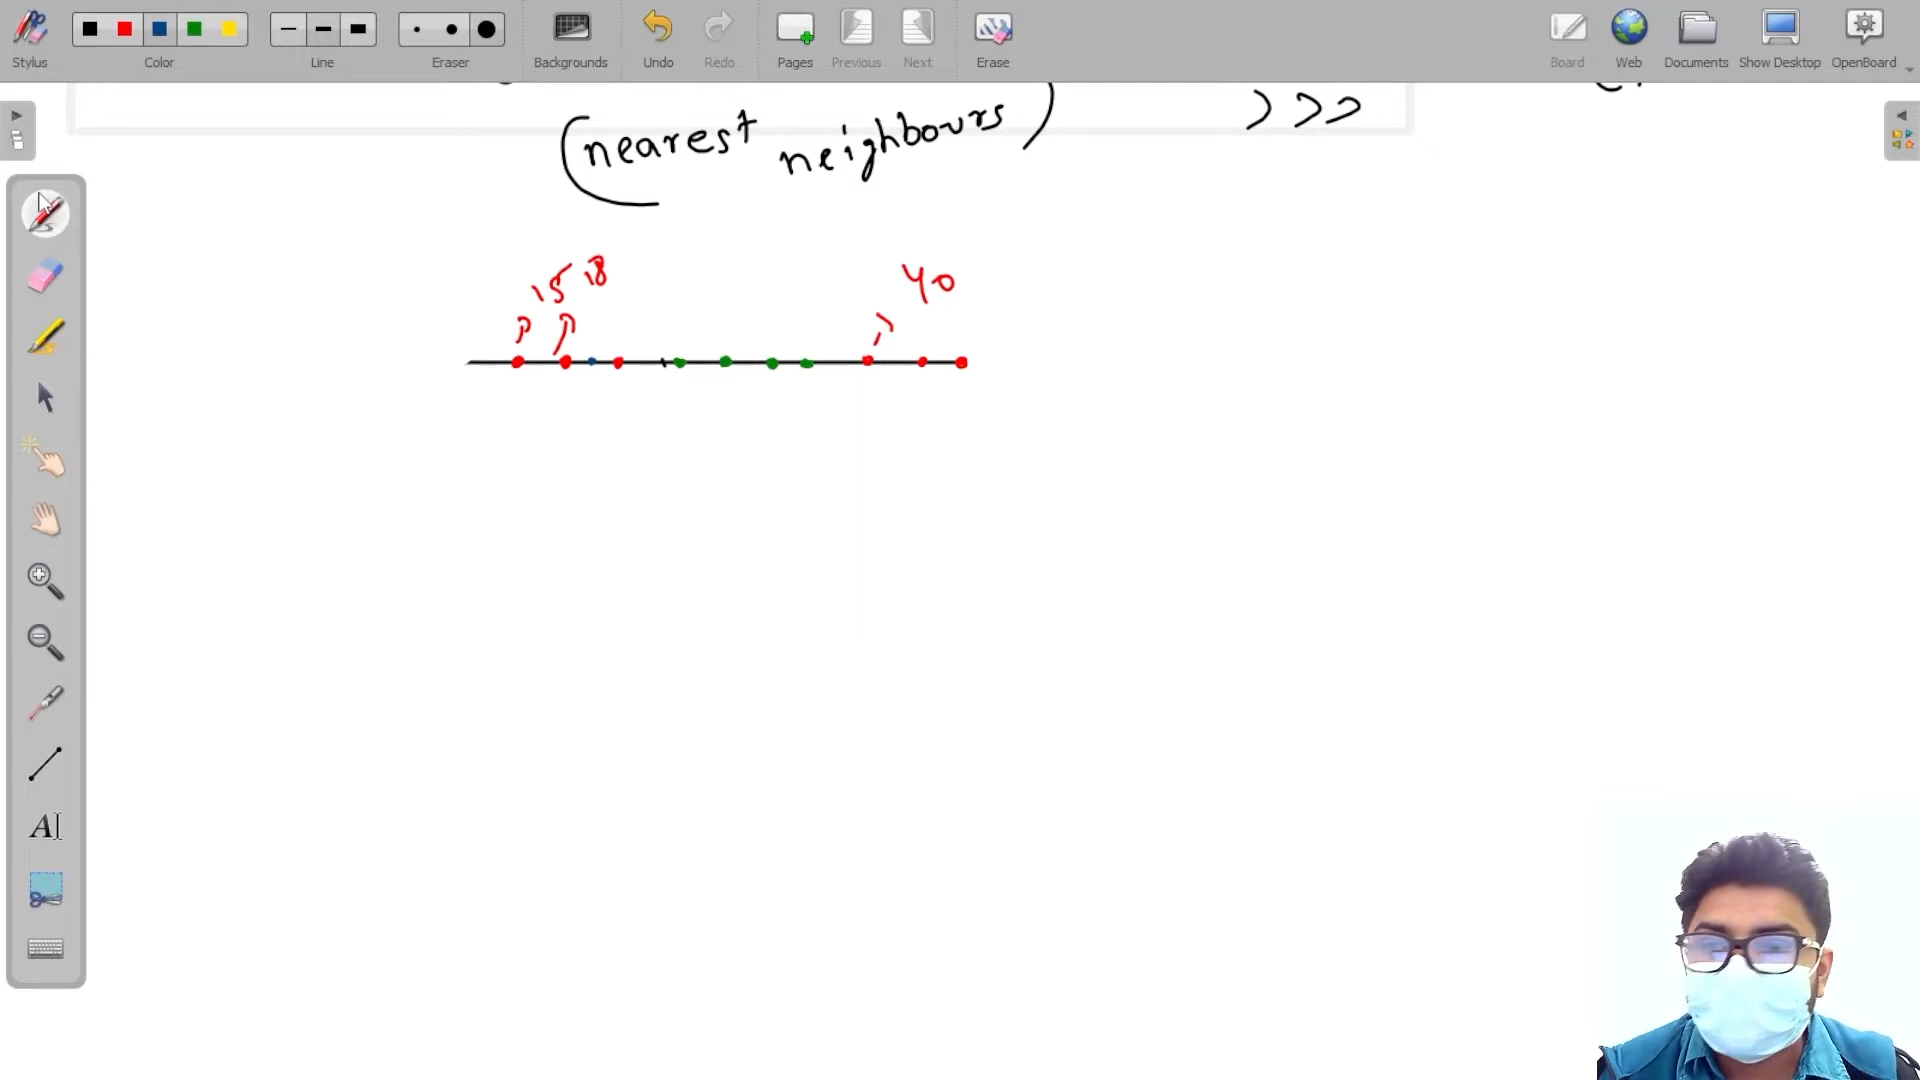 Stylus Color Line Eraser Backgrounds Undo Redo Pages Previous Next Erase Board Web Documents Show Desktop OpenBoard
(nearest neighbours)
15 18 40